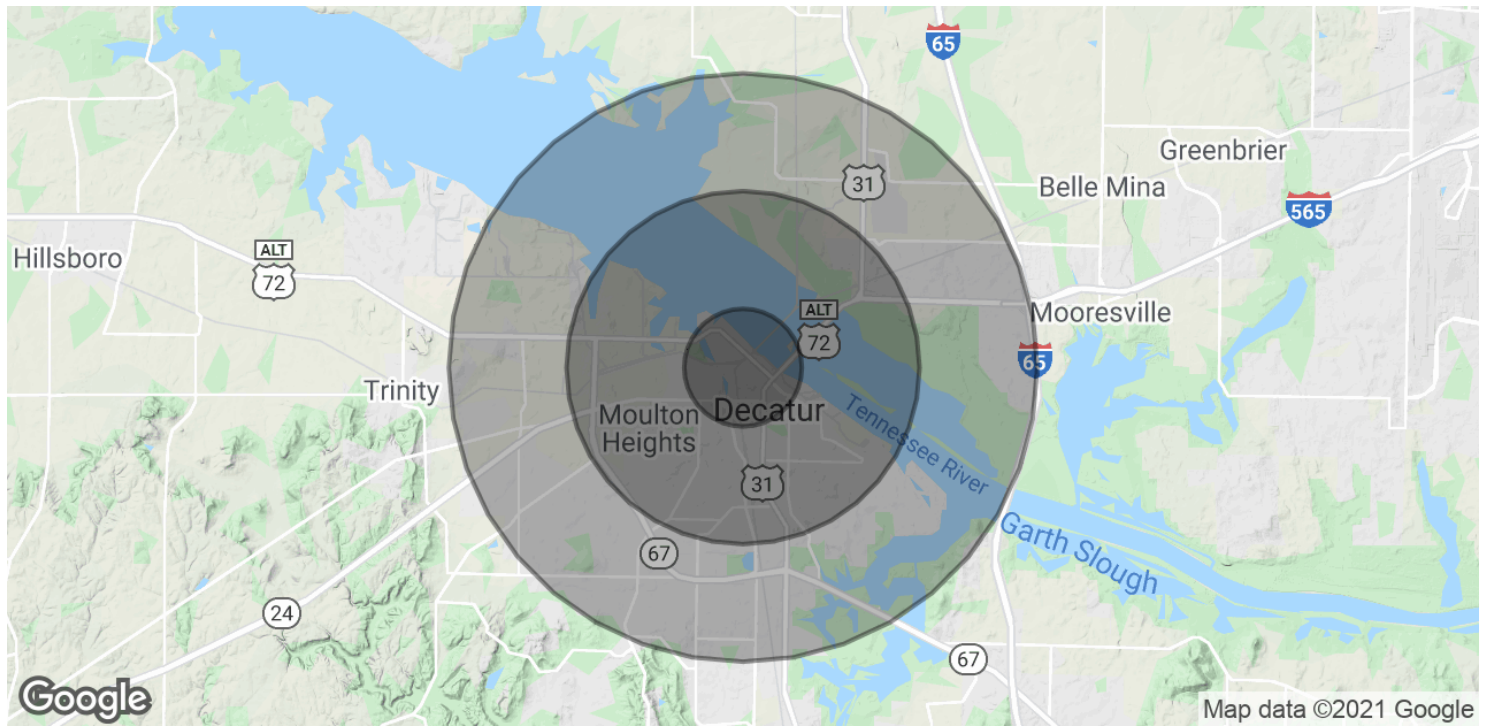 65
Greenbrier
31
Belle Mina
565
Hillsboro
ALT
72
ALT
72
Mooresville
65
Trinity
Moulton
Heights
Decatur
Tennessee River
31
Garth Slough
67
24
67
Google
Map data ©2021 Google